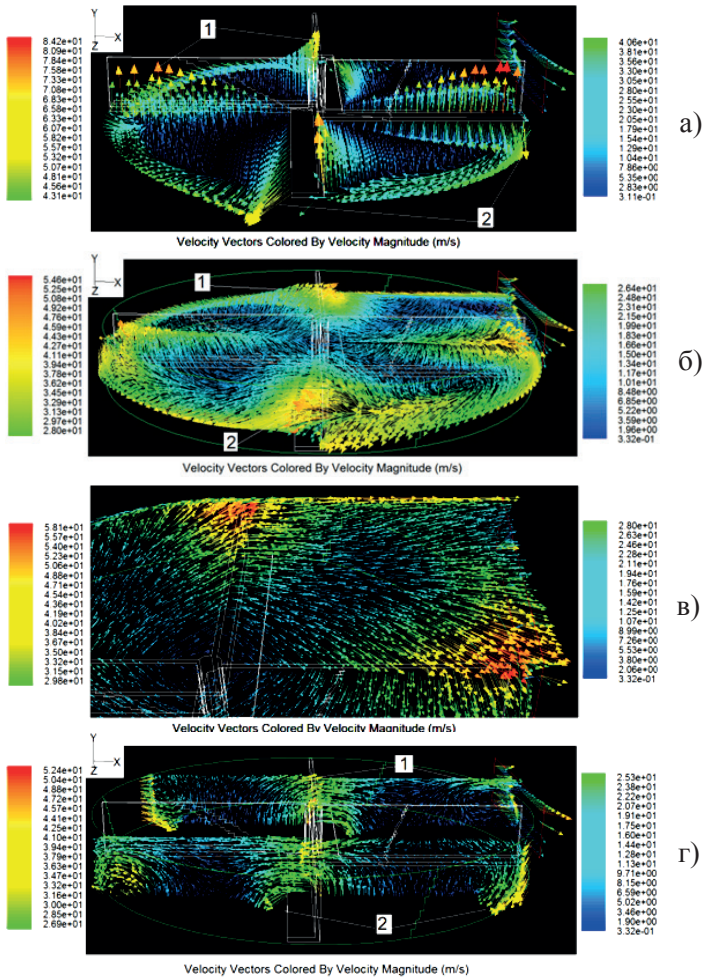 8.42e+01
8.09e+01
7.84e+01
7.58e+01
7.33e+01
7.08e+01
6.83e+01
6.58e+01
6.33e+01
6.07e+01
5.82e+01
5.57e+01
5.32e+01
5.07e+01
4.81e+01
4.56e+01
4.31e+01
Y
X
Z
1
2
4.06e+01
3.81e+01
3.56e+01
3.30e+01
3.05e+01
2.80e+01
2.55e+01
2.30e+01
2.05e+01
1.79e+01
1.54e+01
1.29e+01
1.04e+01
7.86e+00
5.35e+00
2.83e+00
3.11e-01
а)
Velocity Vectors Colored By Velocity Magnitude (m/s)
5.46e+01
5.25e+01
5.08e+01
4.92e+01
4.76e+01
4.59e+01
4.43e+01
4.27e+01
4.11e+01
3.94e+01
3.78e+01
3.62e+01
3.45e+01
3.29e+01
3.13e+01
2.97e+01
2.80e+01
Y
X
Z
1
2
2.64e+01
2.48e+01
2.31e+01
2.15e+01
1.99e+01
1.83e+01
1.66e+01
1.50e+01
1.34e+01
1.17e+01
1.01e+01
8.48e+00
6.85e+00
5.22e+00
3.59e+00
1.96e+00
3.32e-01
б)
Velocity Vectors Colored By Velocity Magnitude (m/s)
5.81e+01
5.57e+01
5.40e+01
5.23e+01
5.06e+01
4.88e+01
4.71e+01
4.54e+01
4.36e+01
4.19e+01
4.02e+01
3.84e+01
3.67e+01
3.50e+01
3.32e+01
3.15e+01
2.98e+01
2.80e+01
2.63e+01
2.46e+01
2.28e+01
2.11e+01
1.94e+01
1.76e+01
1.59e+01
1.42e+01
1.25e+01
1.07e+01
8.99e+00
7.26e+00
5.53e+00
3.80e+00
2.06e+00
3.32e-01
в)
Velocity Vectors Colored By Velocity Magnitude (m/s)
5.24e+01
5.04e+01
4.88e+01
4.72e+01
4.57e+01
4.41e+01
4.25e+01
4.10e+01
3.94e+01
3.79e+01
3.63e+01
3.47e+01
3.32e+01
3.16e+01
3.00e+01
2.85e+01
2.69e+01
Y
X
Z
1
2
2.53e+01
2.38e+01
2.22e+01
2.07e+01
1.91e+01
1.75e+01
1.60e+01
1.44e+01
1.28e+01
1.13e+01
9.71e+00
8.15e+00
6.59e+00
5.02e+00
3.46e+00
1.90e+00
3.32e-01
г)
Velocity Vectors Colored By Velocity Magnitude (m/s)